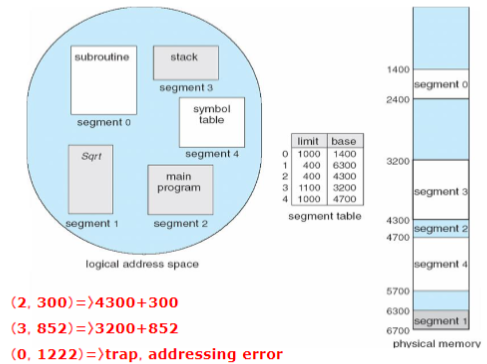 subroutine
segment 0
stack
segment 3
symbol
table
segment 4
Sqrt
segment 1
main
program
segment 2
logical address space
limit base
0 1000 1400
1 400 6300
2 400 4300
3 1100 3200
4 1000 4700
segment table
1400
segment 0
2400
3200
segment 3
4300
segment 2
4700
segment 4
5700
6300
segment 1
6700
physical memory
(2, 300)=>4300+300
(3, 852)=>3200+852
(0, 1222)=>trap, addressing error